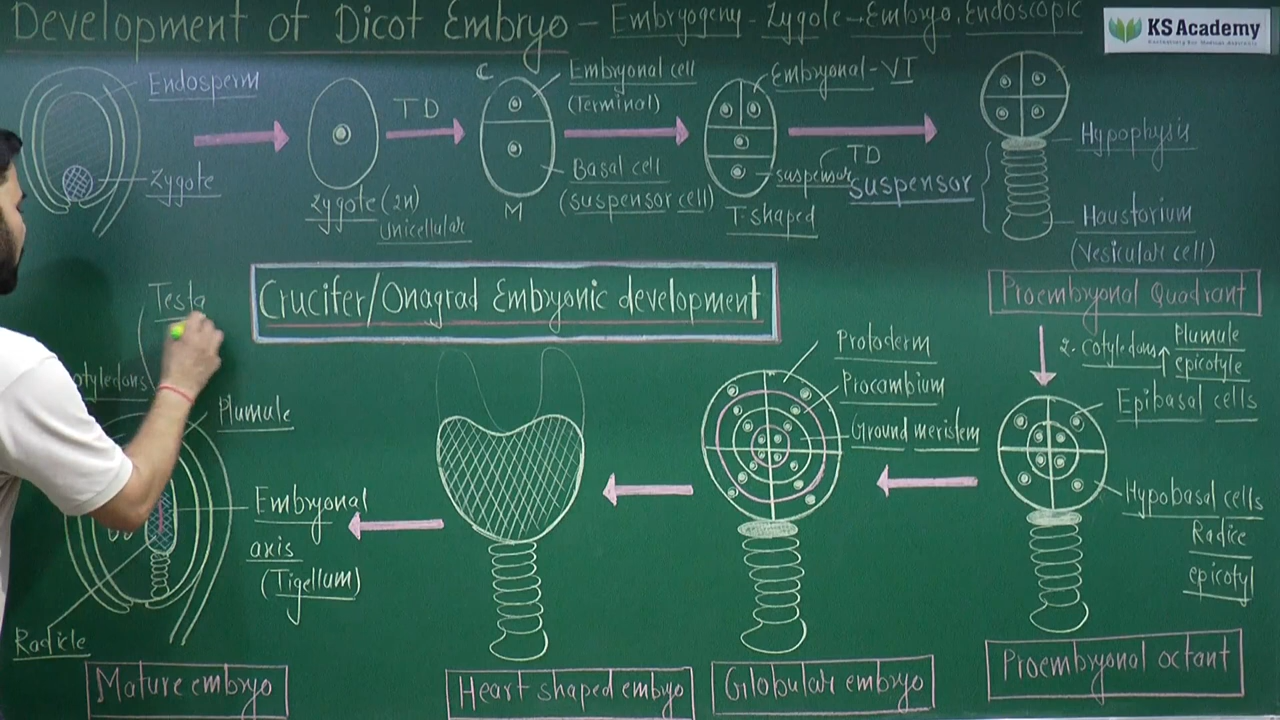 Development of Dicot Embryo - Embryogeny - Zygote → Embryo, Endoscopic
KS Academy
Endosperm
Zygote
Zygote (2n)
Unicellular
TD
C
M
Embryonal cell
(Terminal)
Basal cell
(suspensor cell)
Embryonal - VI
suspensor
T-shaped
TD
suspensor
Hypophysis
Haustorium
(Vesicular cell)
Proembryonal Quadrant
Crucifer/Onagrad Embryonic development
2. Cotyledons
Plumule
epicotyle
Epibasal cells
Hypobasal cells
Radice
epicotyl
Proembryonal octant
Protoderm
Procambium
Ground meristem
Globular embryo
Heart shaped embryo
Testa
otyledons
Plumule
Embryonal
axis
(Tigellum)
Radicle
Mature embryo